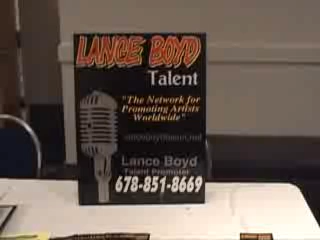 LANCE BOYD
Talent
"The Network for
Promoting Artists
Worldwide"
Lance Boyd
Talent Promoter
678-851-8669